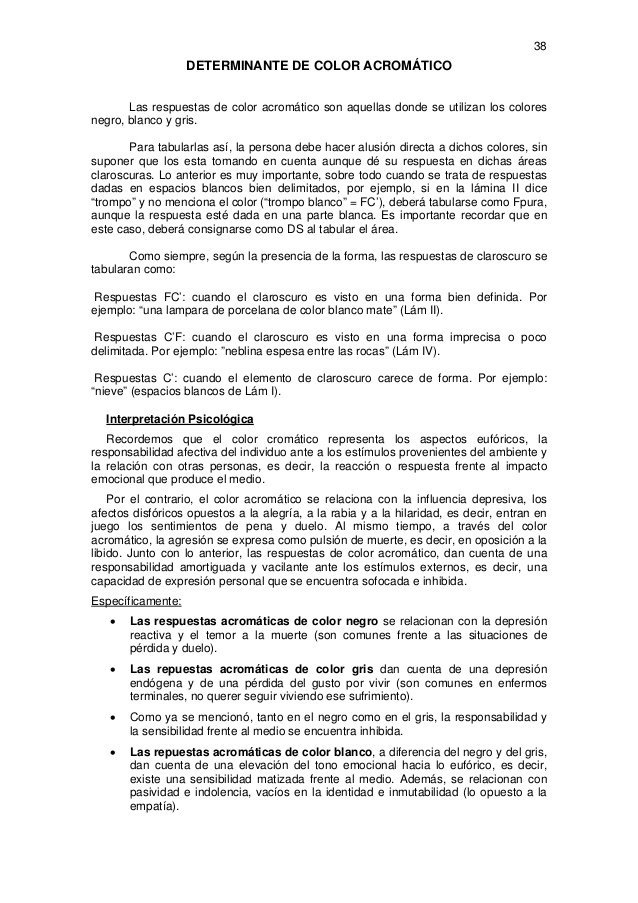 38
DETERMINANTE DE COLOR ACROMÁTICO
Las respuestas de color acromático son aquellas donde se utilizan los colores
negro, blanco y gris.
Para tabularlas así, la persona debe hacer alusión directa a dichos colores, sin
suponer que los esta tomando en cuenta aunque dé su respuesta en dichas áreas
claroscuras. Lo anterior es muy importante, sobre todo cuando se trata de respuestas
dadas en espacios blancos bien delimitados, por ejemplo, si en la lámina II dice
“trompo” y no menciona el color (“trompo blanco” = FC’), deberá tabularse como Fpura,
aunque la respuesta esté dada en una parte blanca. Es importante recordar que en
este caso, deberá consignarse como DS al tabular el área.
Como siempre, según la presencia de la forma, las respuestas de claroscuro se
tabularan como:
Respuestas FC’: cuando el claroscuro es visto en una forma bien definida. Por
ejemplo: “una lampara de porcelana de color blanco mate” (Lám II).
Respuestas C’F: cuando el claroscuro es visto en una forma imprecisa o poco
delimitada. Por ejemplo: ”neblina espesa entre las rocas” (Lám IV).
Respuestas C’: cuando el elemento de claroscuro carece de forma. Por ejemplo:
“nieve” (espacios blancos de Lám I).
Interpretación Psicológica
Recordemos que el color cromático representa los aspectos eufóricos, la
responsabilidad afectiva del individuo ante a los estímulos provenientes del ambiente y
la relación con otras personas, es decir, la reacción o respuesta frente al impacto
emocional que produce el medio.
Por el contrario, el color acromático se relaciona con la influencia depresiva, los
afectos disfóricos opuestos a la alegría, a la rabia y a la hilaridad, es decir, entran en
juego los sentimientos de pena y duelo. Al mismo tiempo, a través del color
acromático, la agresión se expresa como pulsión de muerte, es decir, en oposición a la
libido. Junto con lo anterior, las respuestas de color acromático, dan cuenta de una
responsabilidad amortiguada y vacilante ante los estímulos externos, es decir, una
capacidad de expresión personal que se encuentra sofocada e inhibida.
Específicamente:
• Las respuestas acromáticas de color negro se relacionan con la depresión
reactiva y el temor a la muerte (son comunes frente a las situaciones de
pérdida y duelo).
• Las repuestas acromáticas de color gris dan cuenta de una depresión
endógena y de una pérdida del gusto por vivir (son comunes en enfermos
terminales, no querer seguir viviendo ese sufrimiento).
• Como ya se mencionó, tanto en el negro como en el gris, la responsabilidad y
la sensibilidad frente al medio se encuentra inhibida.
• Las repuestas acromáticas de color blanco, a diferencia del negro y del gris,
dan cuenta de una elevación del tono emocional hacia lo eufórico, es decir,
existe una sensibilidad matizada frente al medio. Además, se relacionan con
pasividad e indolencia, vacíos en la identidad e inmutabilidad (lo opuesto a la
empatía).